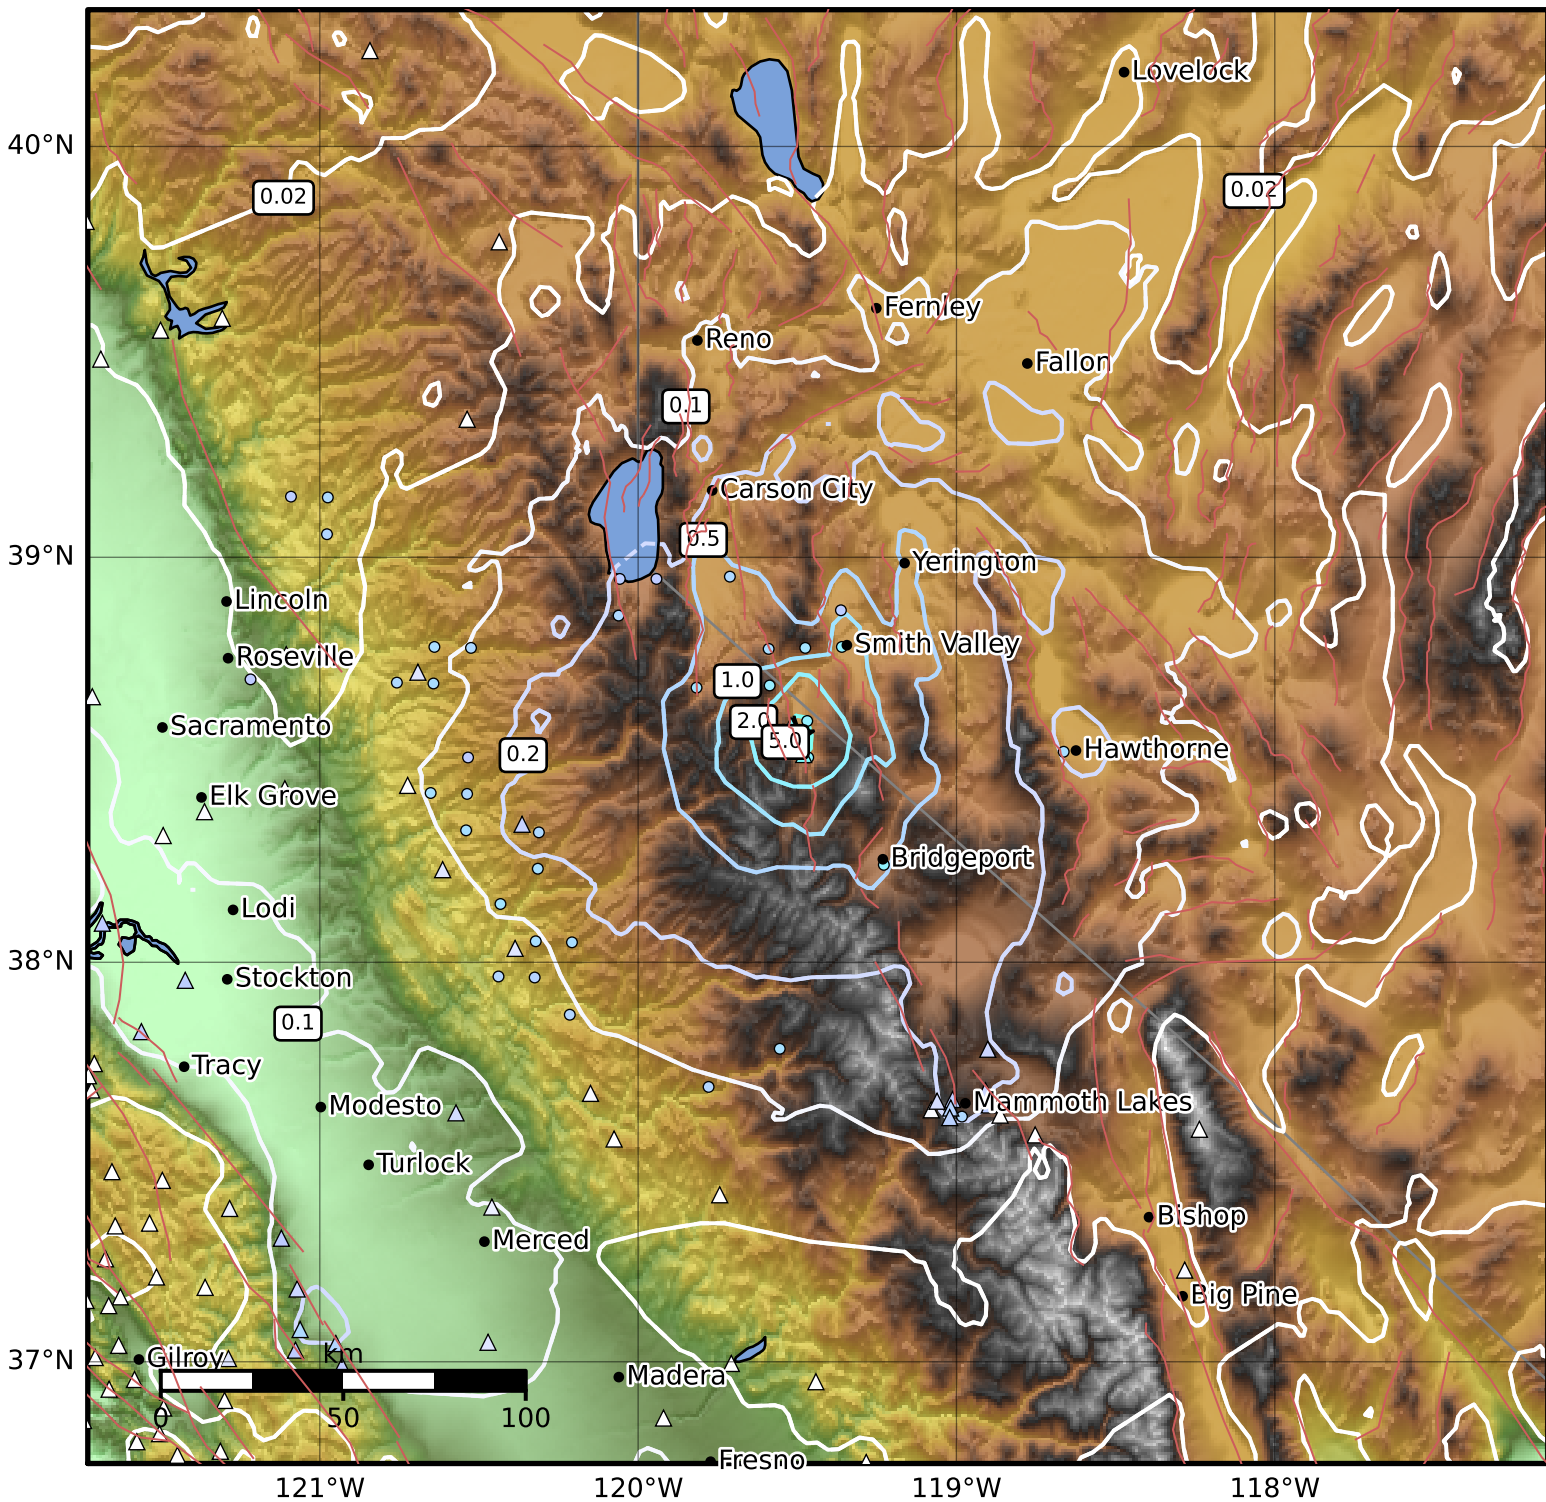 Lovelock
40°N
0.02
0.02
Fernley
Reno
Fallon
0.1
Carson City
0.5
39°N
Yerington
Lincoln
Smith Valley
Roseville
1.0
Sacramento
2.0
5.0
0.2
Hawthorne
Elk Grove
Bridgeport
Lodi
38°N
Stockton
0.1
Tracy
Modesto
Mammoth Lakes
Turlock
Bishop
Merced
Big Pine
37°N
Gilroy
km
Madera
0 50 100
Fresno
121°W 120°W 119°W 118°W